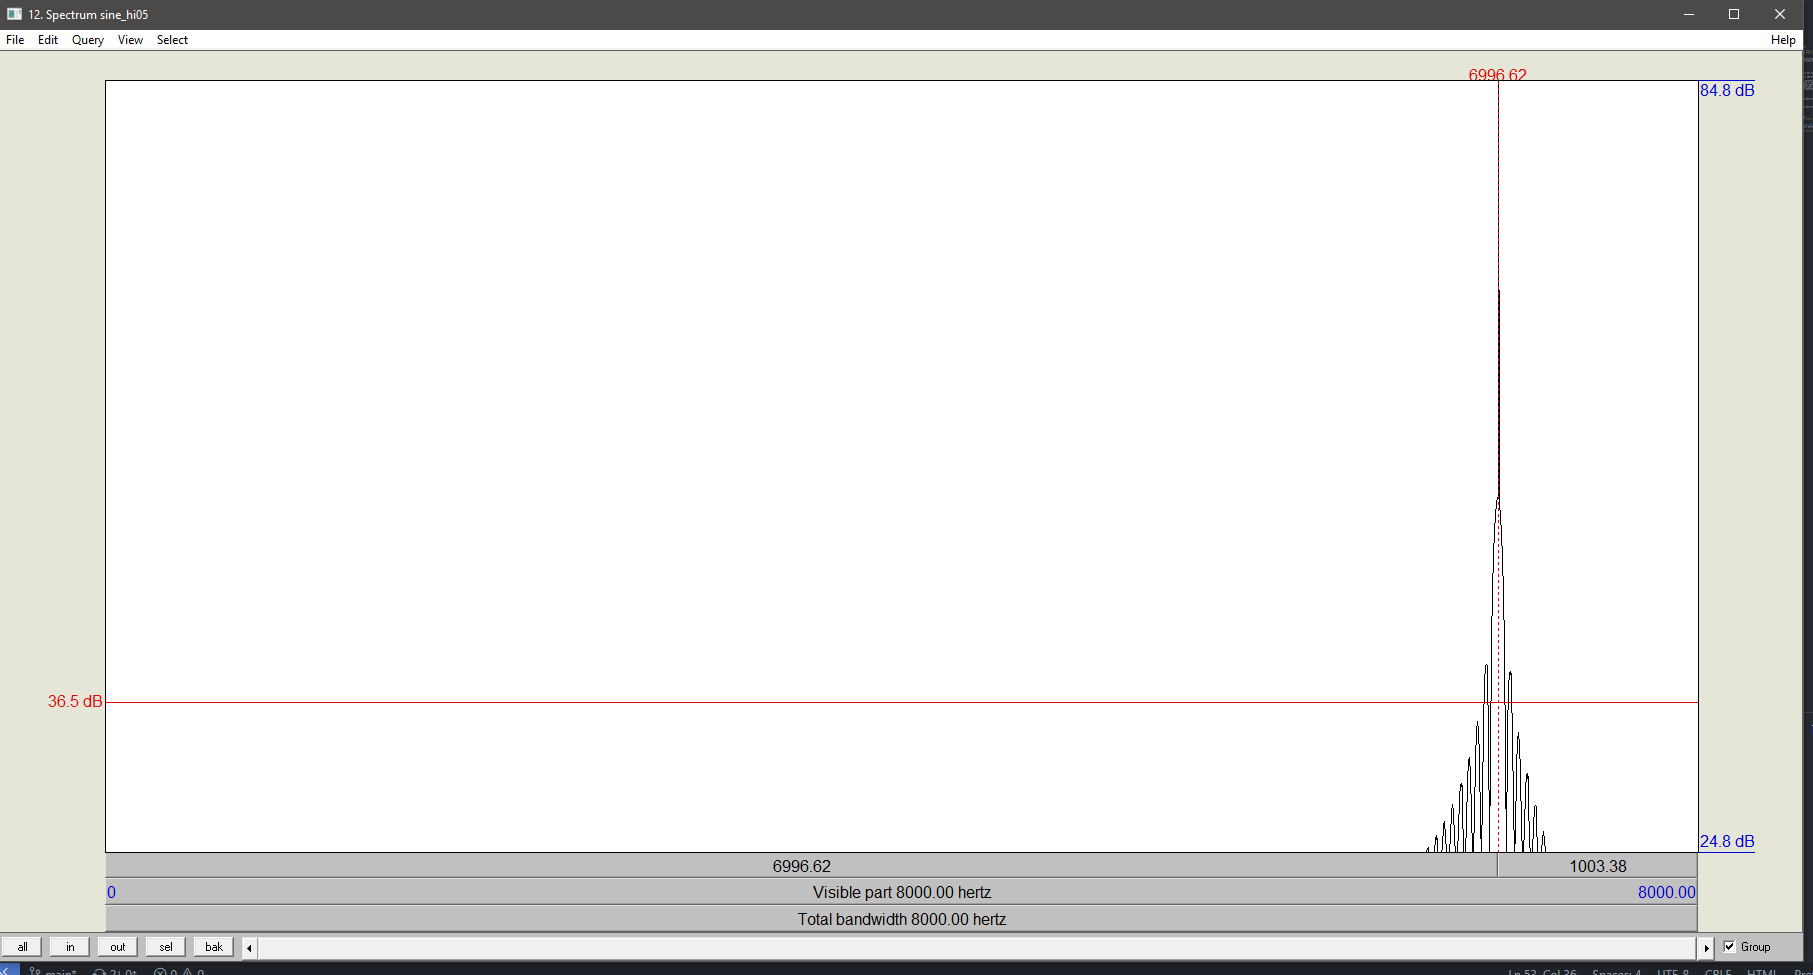 12. Spectrum sine_hi05
File Edit Query View Select Help
6996.62
84.8 dB
36.5 dB
24.8 dB
6996.62 1003.38
0 Visible part 8000.00 hertz 8000.00
Total bandwidth 8000.00 hertz
all in out sel bak Group